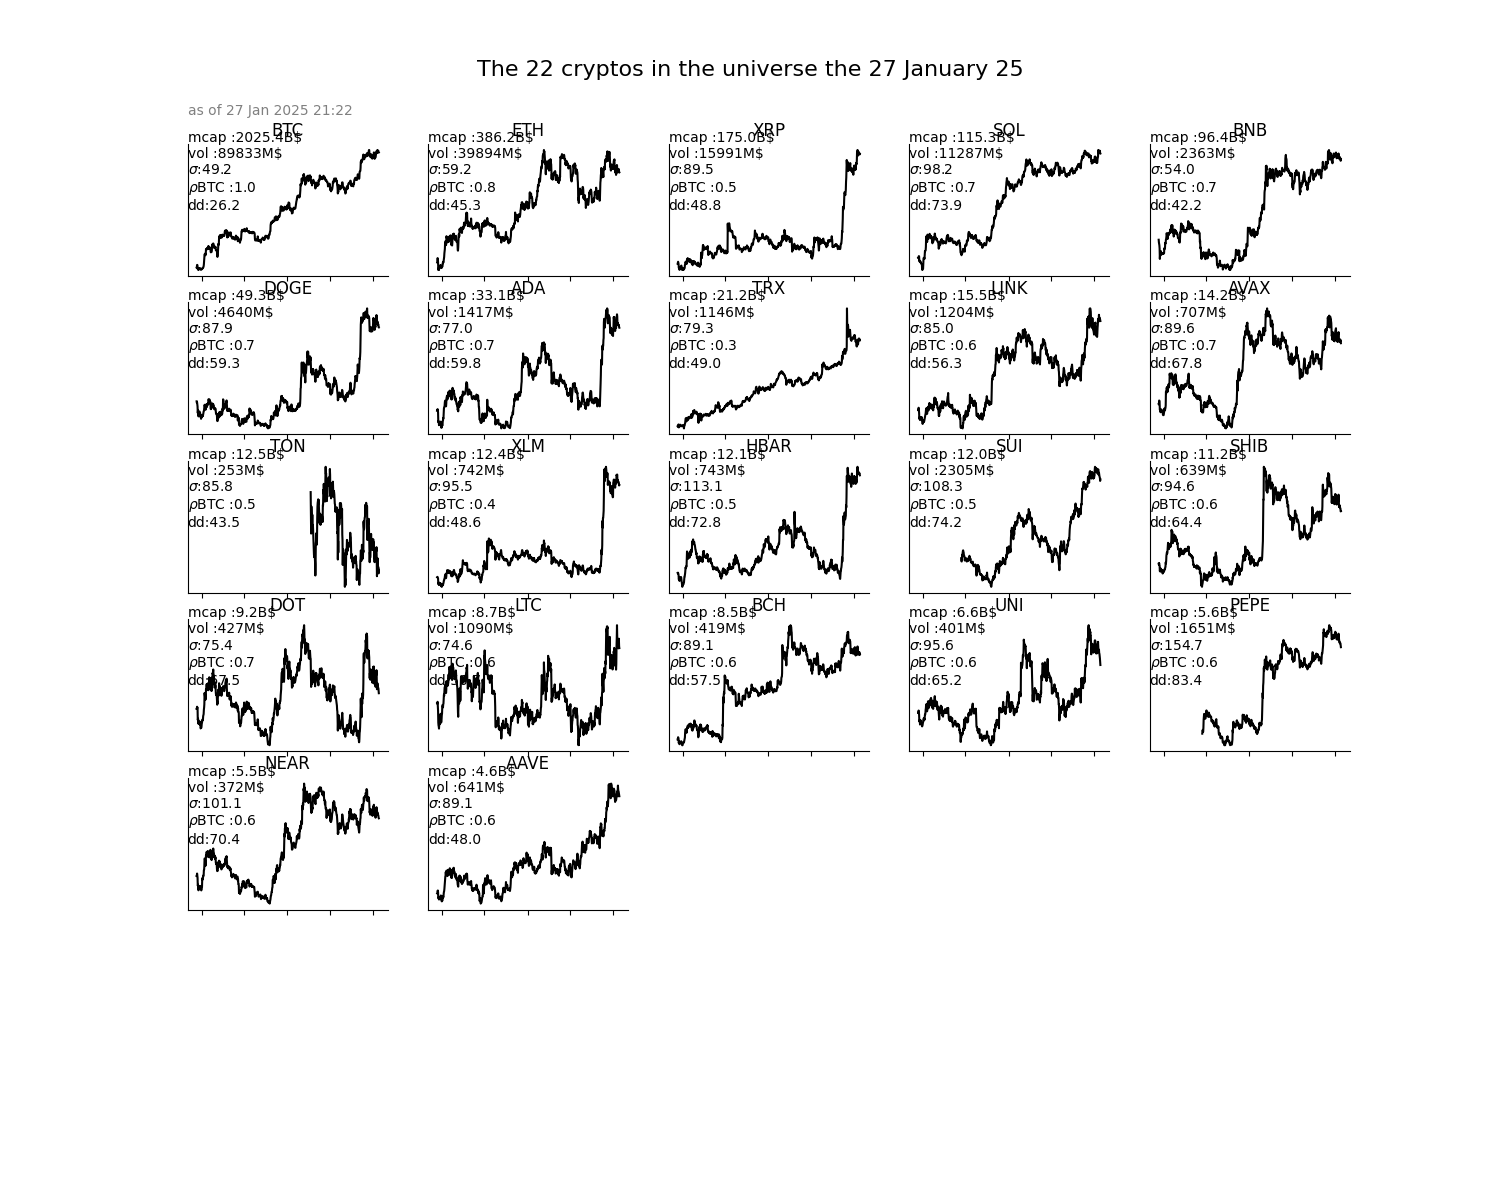 The 22 cryptos in the universe the 27 January 25
as of 27 Jan 2025 21:22
BTC
mcap :2025.4B$
vol :89833M$
σ:49.2
ρBTC :1.0
dd:26.2
ETH
mcap :386.2B$
vol :39894M$
σ:59.2
ρBTC :0.8
dd:45.3
XRP
mcap :175.0B$
vol :15991M$
σ:89.5
ρBTC :0.5
dd:48.8
SOL
mcap :115.3B$
vol :11287M$
σ:98.2
ρBTC :0.7
dd:73.9
BNB
mcap :96.4B$
vol :2363M$
σ:54.0
ρBTC :0.7
dd:42.2
DOGE
mcap :49.3B$
vol :4640M$
σ:87.9
ρBTC :0.7
dd:59.3
ADA
mcap :33.1B$
vol :1417M$
σ:77.0
ρBTC :0.7
dd:59.8
TRX
mcap :21.2B$
vol :1146M$
σ:79.3
ρBTC :0.3
dd:49.0
LINK
mcap :15.5B$
vol :1204M$
σ:85.0
ρBTC :0.6
dd:56.3
AVAX
mcap :14.2B$
vol :707M$
σ:89.6
ρBTC :0.7
dd:67.8
TON
mcap :12.5B$
vol :253M$
σ:85.8
ρBTC :0.5
dd:43.5
XLM
mcap :12.4B$
vol :742M$
σ:95.5
ρBTC :0.4
dd:48.6
HBAR
mcap :12.1B$
vol :743M$
σ:113.1
ρBTC :0.5
dd:72.8
SUI
mcap :12.0B$
vol :2305M$
σ:108.3
ρBTC :0.5
dd:74.2
SHIB
mcap :11.2B$
vol :639M$
σ:94.6
ρBTC :0.6
dd:64.4
DOT
mcap :9.2B$
vol :427M$
σ:75.4
ρBTC :0.7
LTC
mcap :8.7B$
vol :1090M$
σ:74.6
ρBTC :0.6
BCH
mcap :8.5B$
vol :419M$
σ:89.1
ρBTC :0.6
dd:57.5
UNI
mcap :6.6B$
vol :401M$
σ:95.6
ρBTC :0.6
dd:65.2
PEPE
mcap :5.6B$
vol :1651M$
σ:154.7
ρBTC :0.6
dd:83.4
NEAR
mcap :5.5B$
vol :372M$
σ:101.1
ρBTC :0.6
dd:70.4
AAVE
mcap :4.6B$
vol :641M$
σ:89.1
ρBTC :0.6
dd:48.0